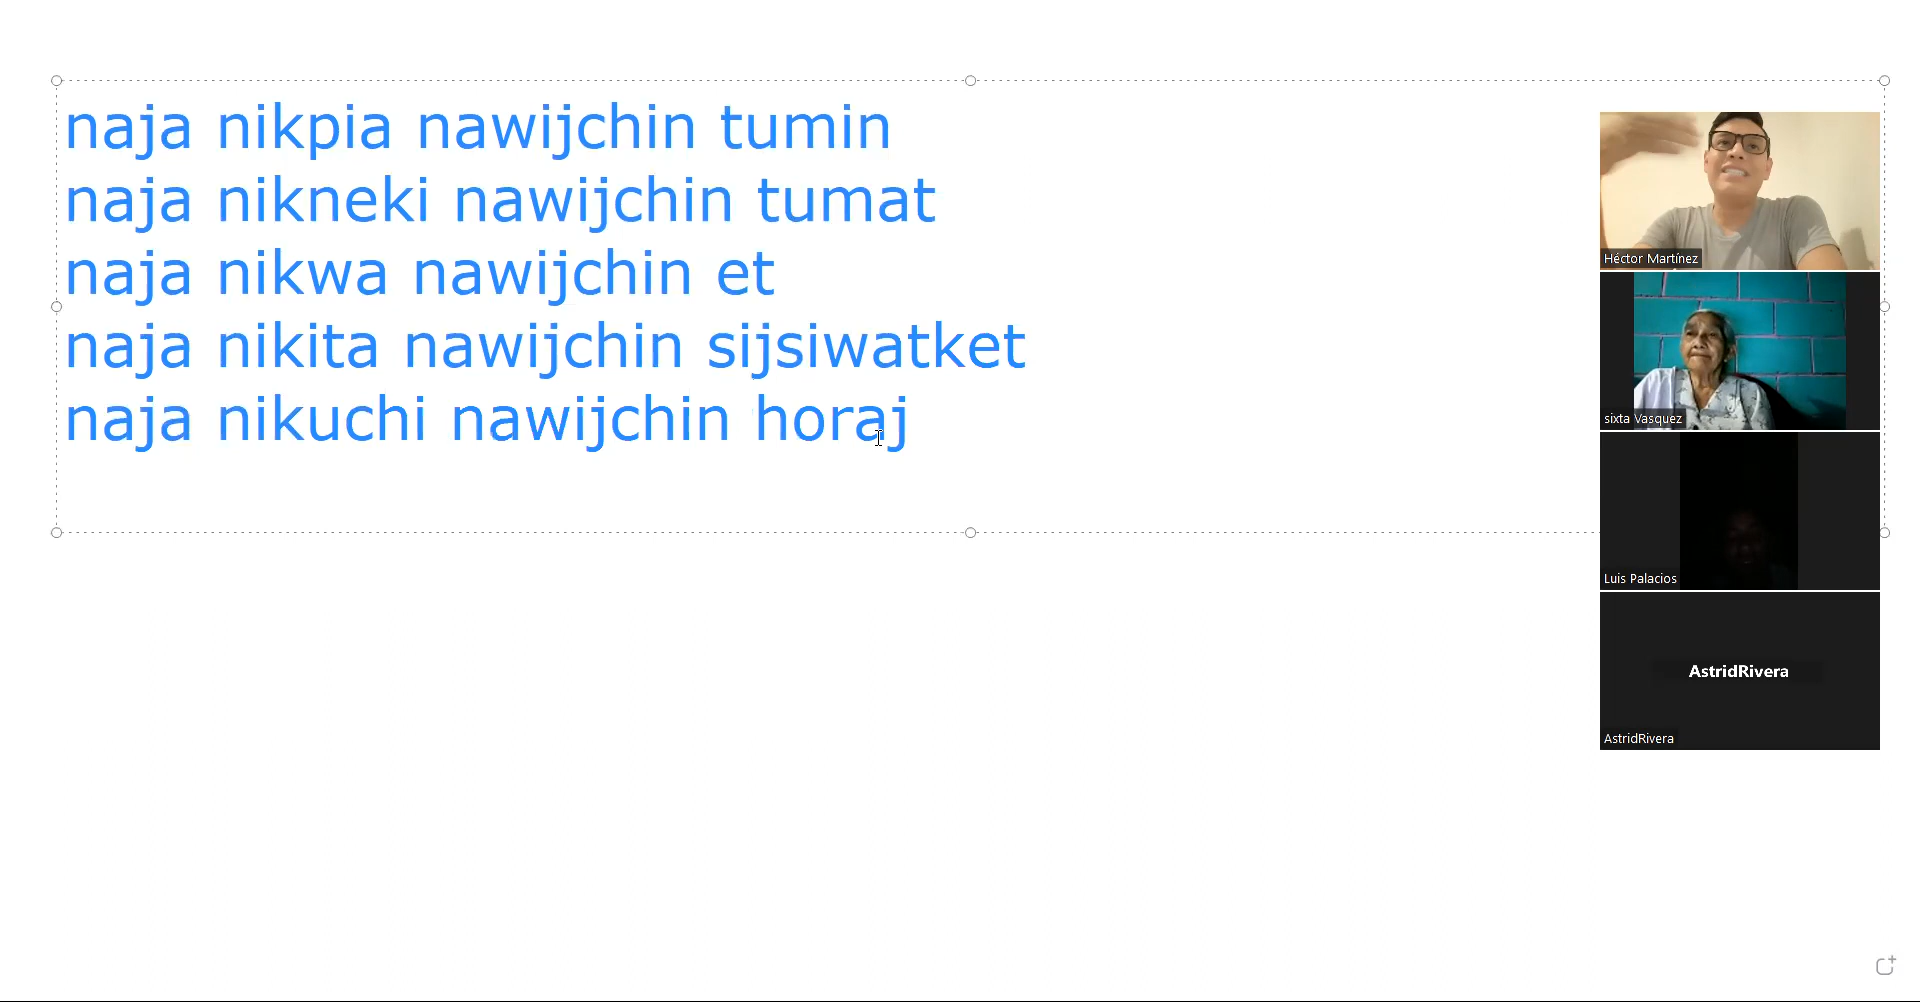 naja nikpia nawijchin tumin
naja nikneki nawijchin tumat
naja nikwa nawijchin et
naja nikita nawijchin sijsiwatket
naja nikuchi nawijchin horaj
Héctor Martínez
sixta Vasquez
Luis Palacios
AstridRivera
AstridRivera